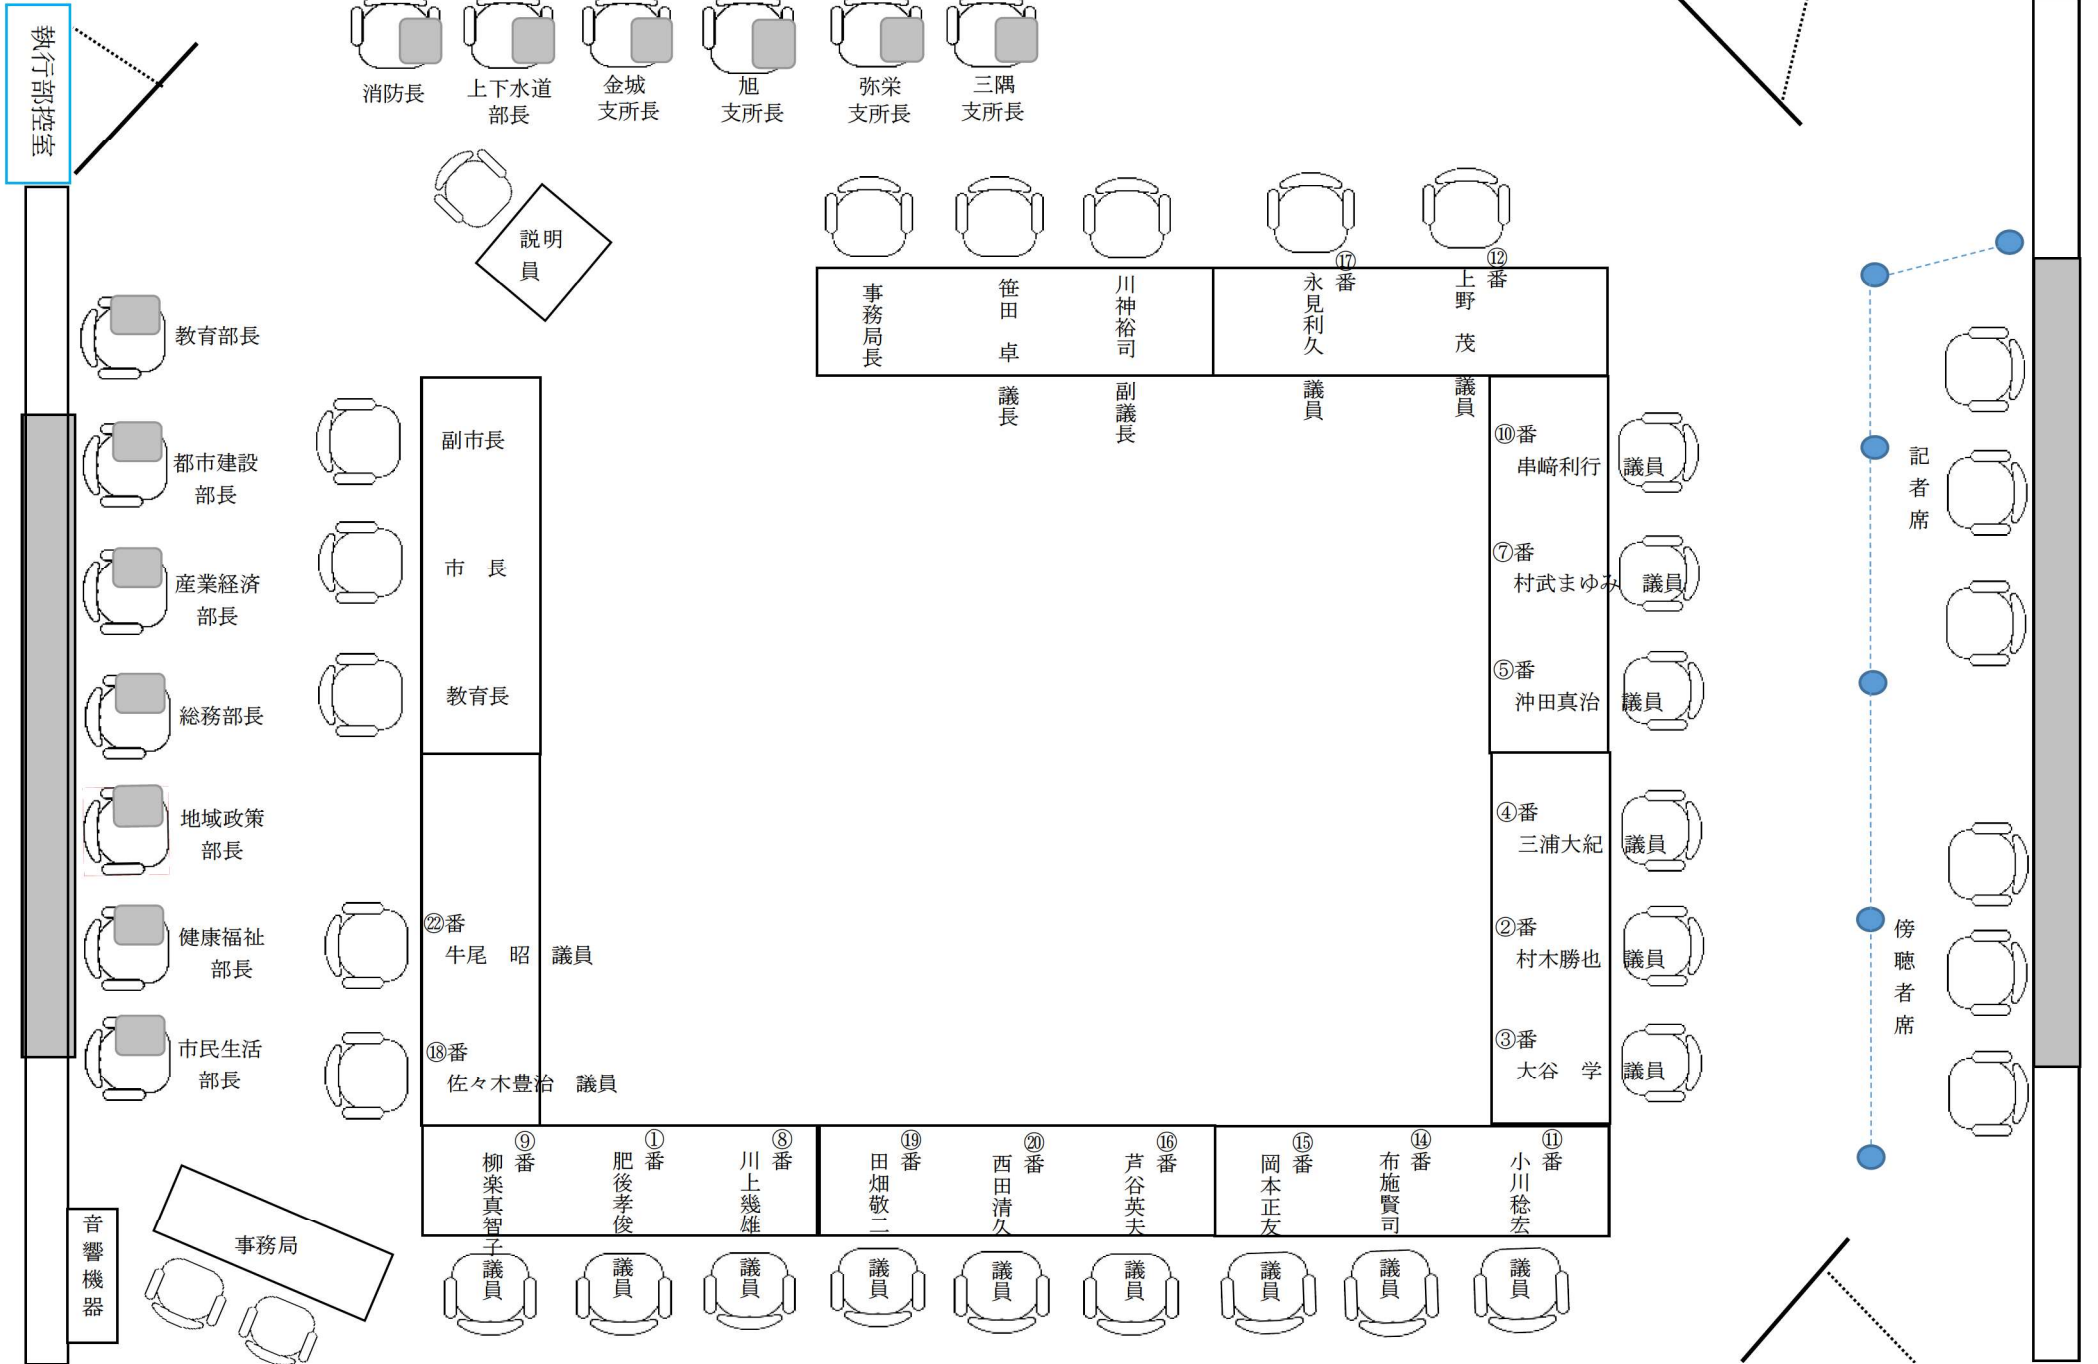 執行部控室
消防長
上下水道
部長
金城
支所長
旭
支所長
弥栄
支所長
三隅
支所長
説明
員
事務局長
笹田　卓　議長
川神裕司　副議長
⑰番
永見利久　議員
⑫番
上野　茂　議員
教育部長
都市建設
部長
産業経済
部長
総務部長
地域政策
部長
健康福祉
部長
市民生活
部長
副市長
市　長
教育長
㉒番
牛尾　昭　議員
⑱番
佐々木豊治　議員
⑩番
串﨑利行　議員
⑦番
村武まゆみ　議員
⑤番
沖田真治　議員
④番
三浦大紀　議員
②番
村木勝也　議員
③番
大谷　学　議員
記者席
傍聴者席
⑨番
柳楽真智子議員
①番
肥後孝俊　議員
⑧番
川上幾雄　議員
⑲番
田畑敬二　議員
⑳番
西田清久　議員
⑯番
芦谷英夫　議員
⑮番
岡本正友　議員
⑭番
布施賢司　議員
⑪番
小川稔宏　議員
事務局
音響機器